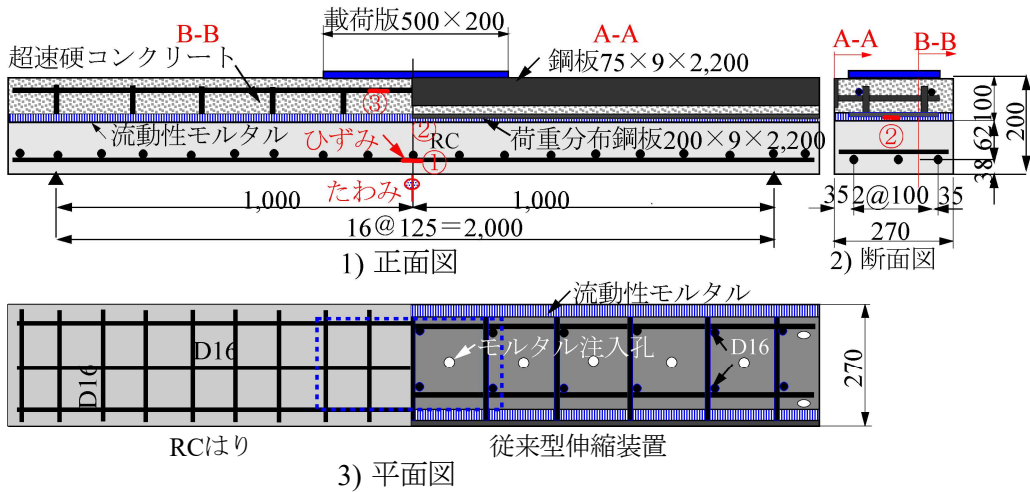 載荷版500×200
B-B
A-A
超速硬コンクリート
鋼板75×9×2,200
③
流動性モルタル
②
RC
荷重分布鋼板200×9×2,200
ひずみ
①
たわみ
1,000
1,000
16@125=2,000
1) 正面図
A-A
B-B
②
100
62
38
200
35
2@100
35
270
2) 断面図
流動性モルタル
D16
D16
モルタル注入孔
D16
270
RCはり
従来型伸縮装置
3) 平面図